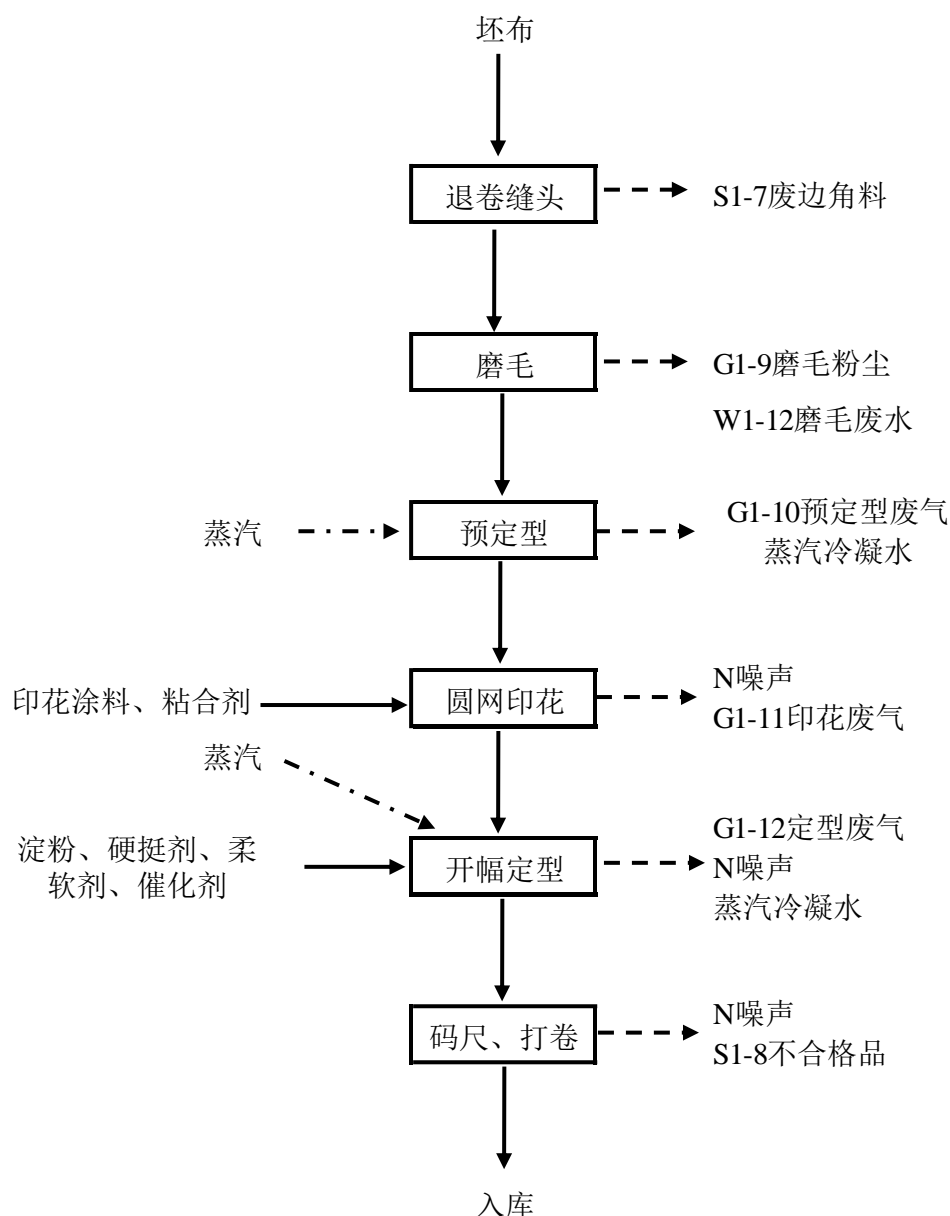 坯布
退卷缝头
S1-7废边角料
磨毛
G1-9磨毛粉尘
W1-12磨毛废水
蒸汽
预定型
G1-10预定型废气
蒸汽冷凝水
印花涂料、粘合剂
圆网印花
N噪声
G1-11印花废气
蒸汽
淀粉、硬挺剂、柔
软剂、催化剂
开幅定型
G1-12定型废气
N噪声
蒸汽冷凝水
码尺、打卷
N噪声
S1-8不合格品
入库